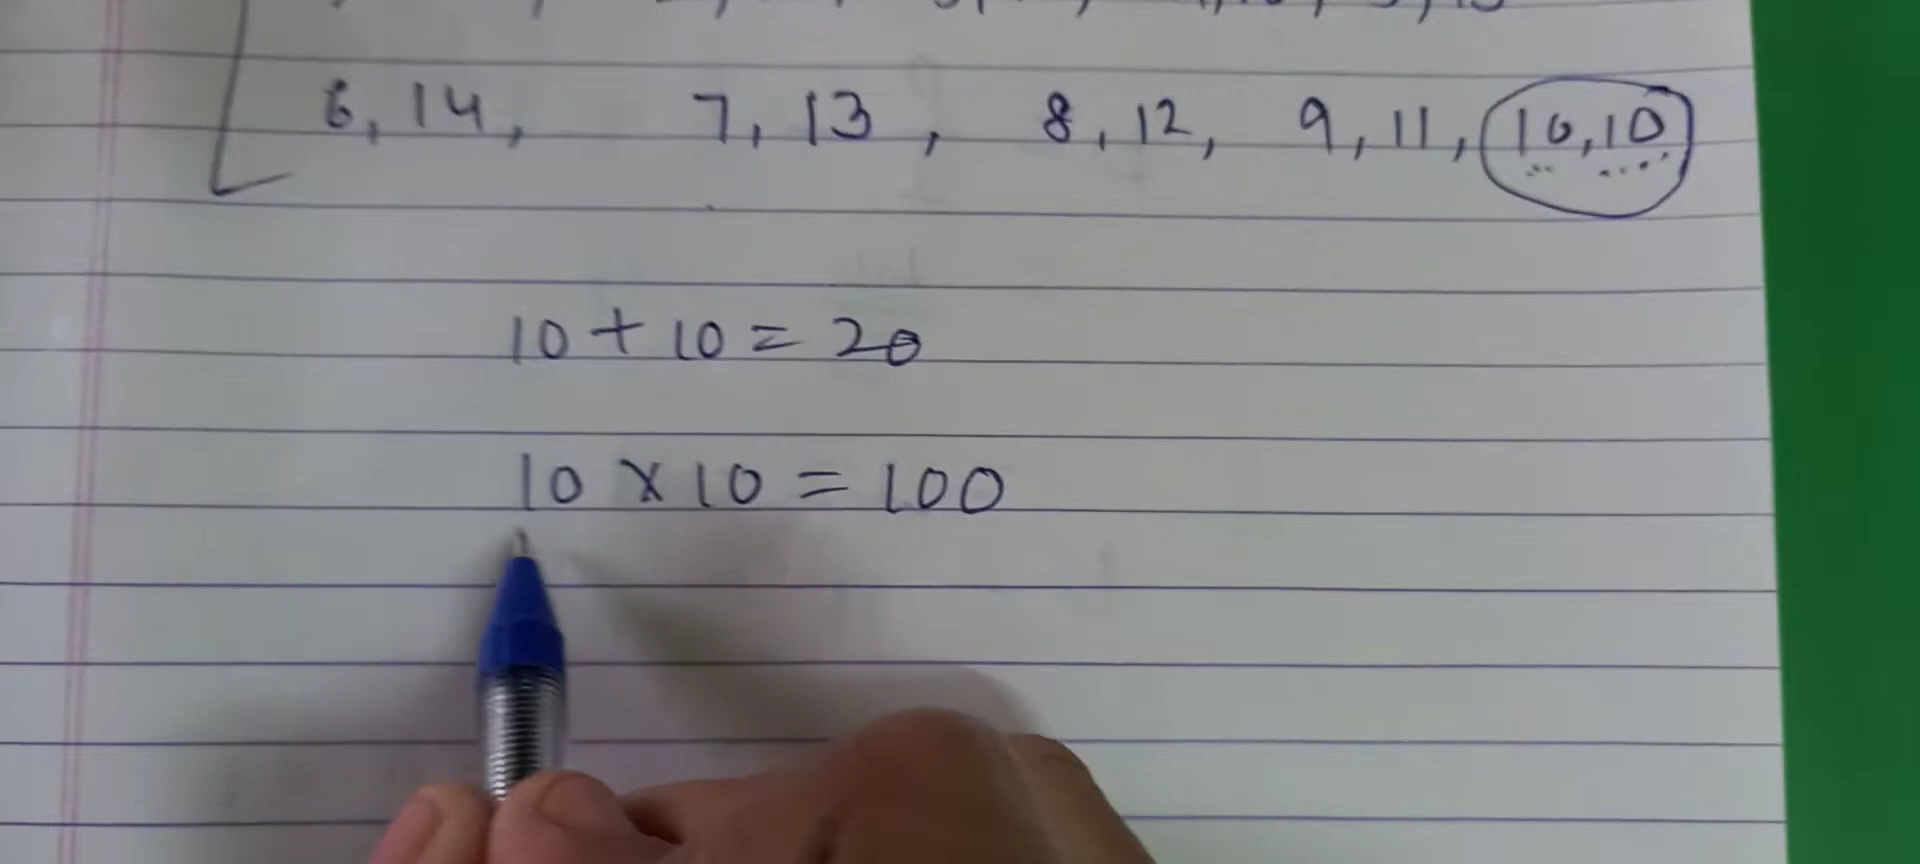 6, 14, 7, 13, 8, 12, 9, 11, 10, 10
10 + 10 = 20
10 x 10 = 100